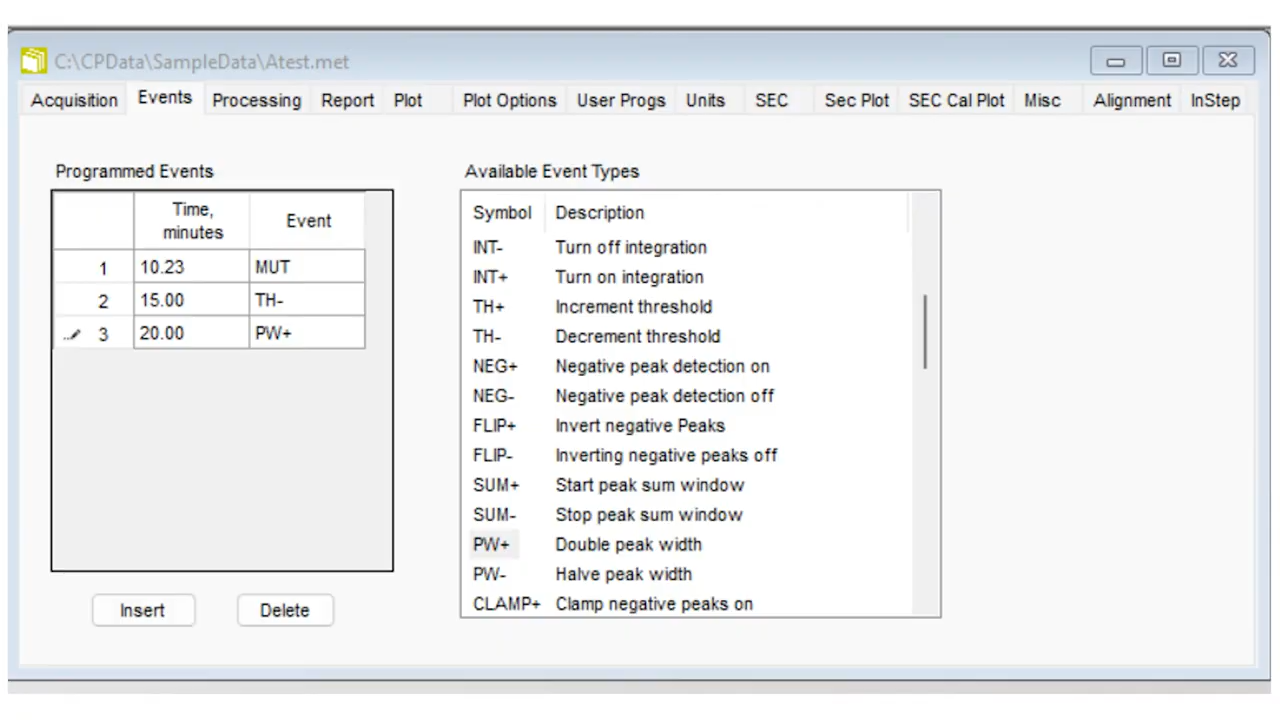 C:\CPData\SampleData\Atest.met
Acquisition Events Processing Report Plot Plot Options User Progs Units SEC Sec Plot SEC Cal Plot Misc Alignment InStep
Programmed Events
Time, minutes Event
1 10.23 MUT
2 15.00 TH-
3 20.00 PW+
Insert Delete
Available Event Types
Symbol Description
INT- Turn off integration
INT+ Turn on integration
TH+ Increment threshold
TH- Decrement threshold
NEG+ Negative peak detection on
NEG- Negative peak detection off
FLIP+ Invert negative Peaks
FLIP- Inverting negative peaks off
SUM+ Start peak sum window
SUM- Stop peak sum window
PW+ Double peak width
PW- Halve peak width
CLAMP+ Clamp negative peaks on